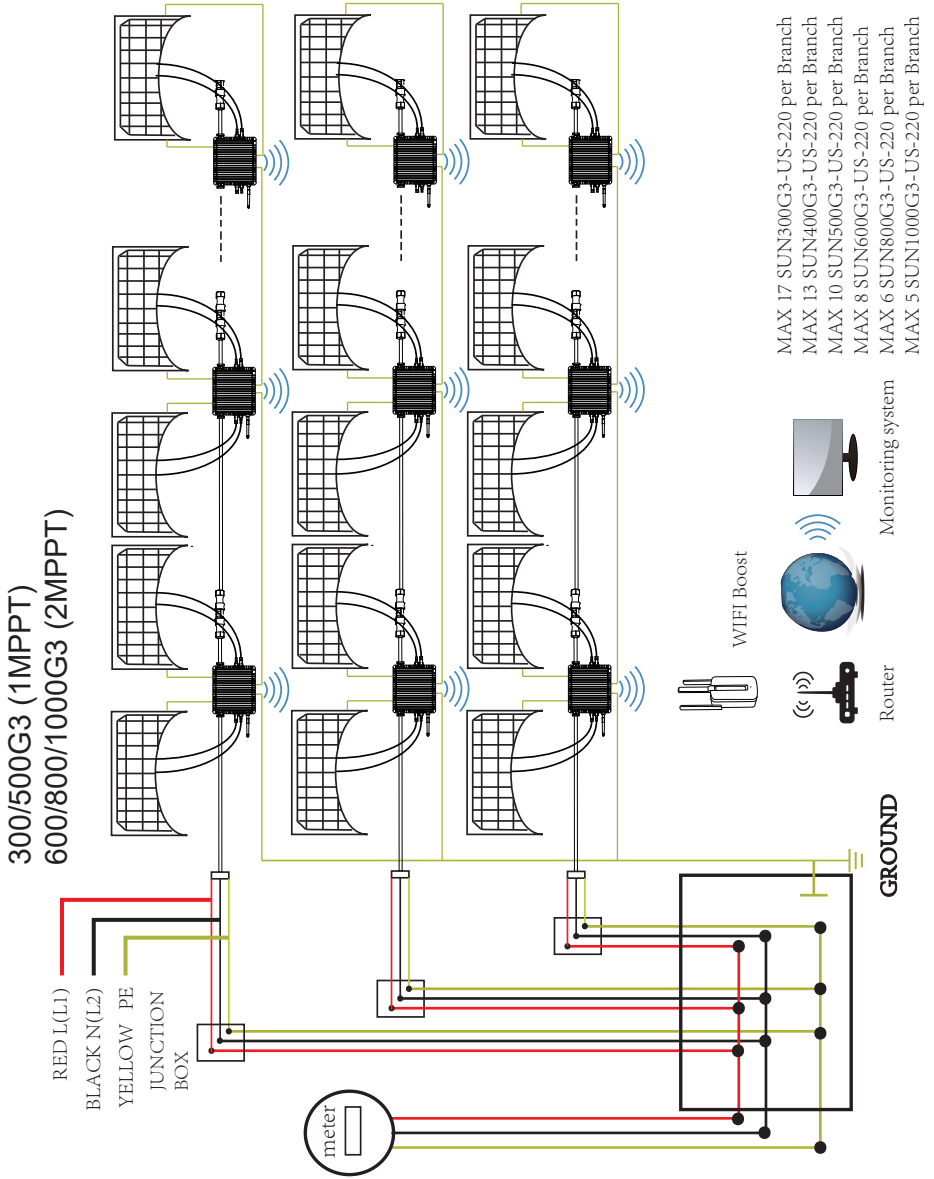 300/500G3 (1MPPT)
600/800/1000G3 (2MPPT)
RED L(L1)
BLACK N(L2)
YELLOW PE
JUNCTION
BOX
meter
GROUND
WIFI Boost
Router
Monitoring system
MAX 17 SUN300G3-US-220 per Branch
MAX 13 SUN400G3-US-220 per Branch
MAX 10 SUN500G3-US-220 per Branch
MAX 8 SUN600G3-US-220 per Branch
MAX 6 SUN800G3-US-220 per Branch
MAX 5 SUN1000G3-US-220 per Branch